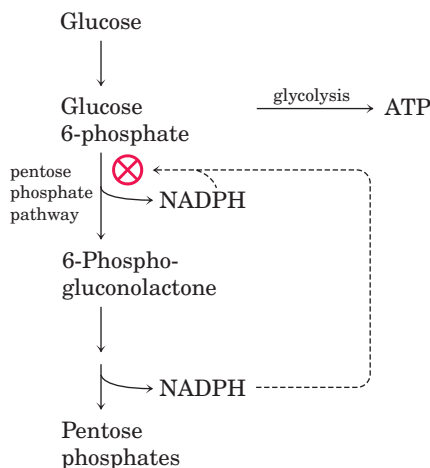 Glucose
Glucose
6-phosphate
glycolysis
ATP
pentose
phosphate
pathway
NADPH
6-Phospho-
gluconolactone
NADPH
Pentose
phosphates